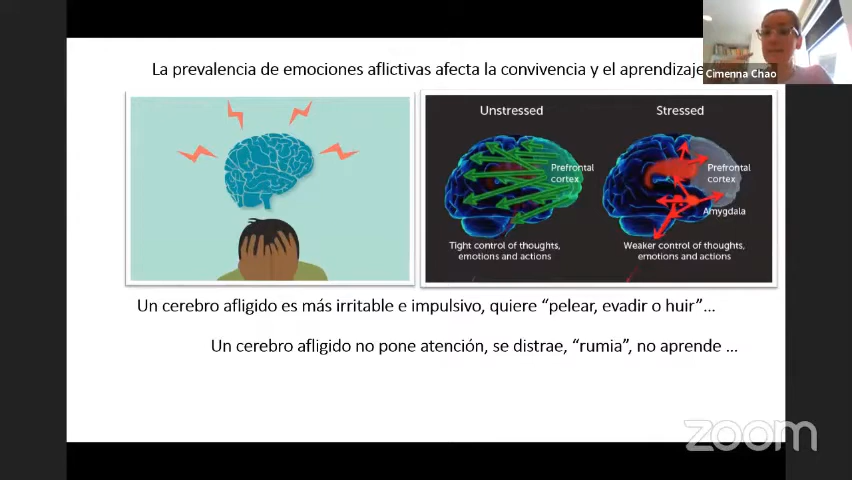 La prevalencia de emociones aflictivas afecta la convivencia y el aprendizaje
Cimenna Chao
Unstressed
Stressed
Prefrontal
cortex
Prefrontal
cortex
Amygdala
Tight control of thoughts,
emotions and actions
Weaker control of thoughts,
emotions and actions
Un cerebro afligido es más irritable e impulsivo, quiere “pelear, evadir o huir”…
Un cerebro afligido no pone atención, se distrae, “rumia”, no aprende …
zoom